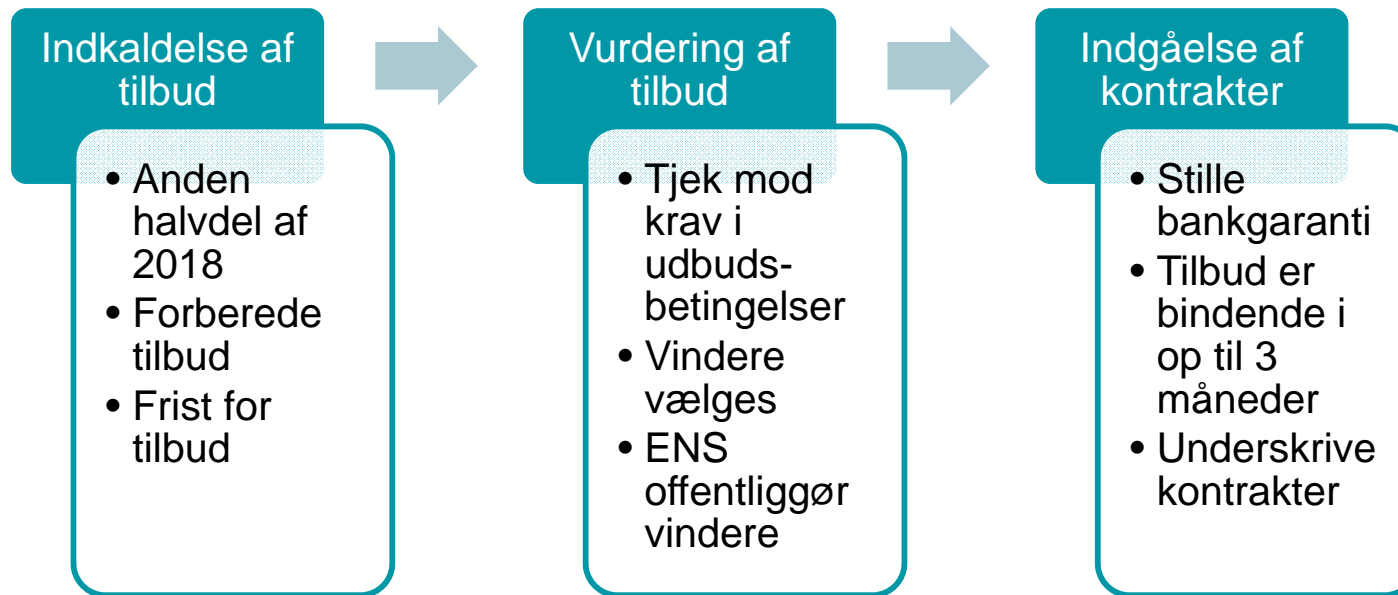 Indkaldelse af
tilbud
• Anden
halvdel af
2018
• Forberede
tilbud
• Frist for
tilbud
Vurdering af
tilbud
• Tjek mod
krav i
udbuds-
betingelser
• Vindere
vælges
• ENS
offentliggør
vindere
Indgåelse af
kontrakter
• Stille
bankgaranti
• Tilbud er
bindende i
op til 3
måneder
• Underskrive
kontrakter